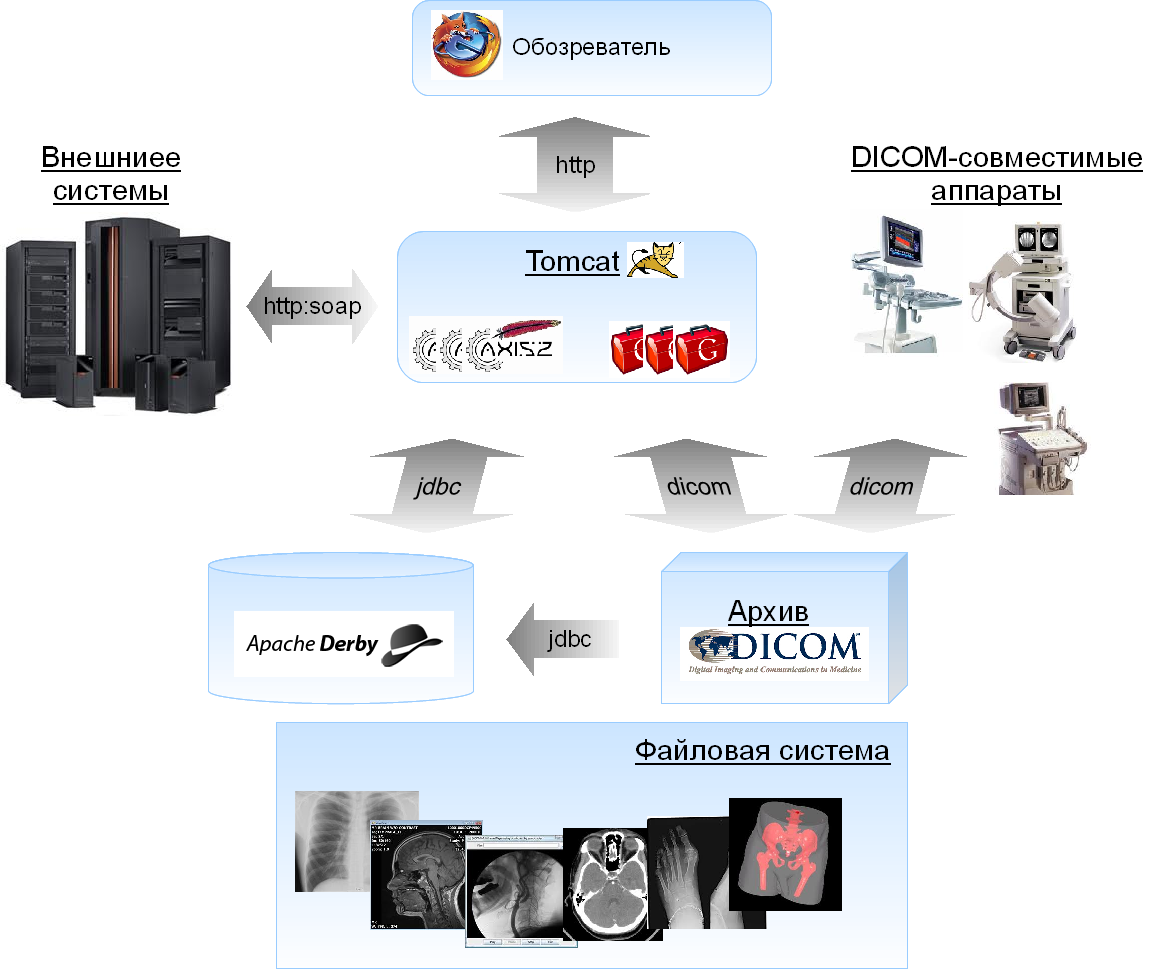 Обозреватель
http
Внешниее
системы
DICOM-совместимые
аппараты
Tomcat
http:soap
AXIS2
G
jdbc
dicom
dicom
Apache Derby
jdbc
Архив
DICOM
Digital Imaging and Communications in Medicine
Файловая система